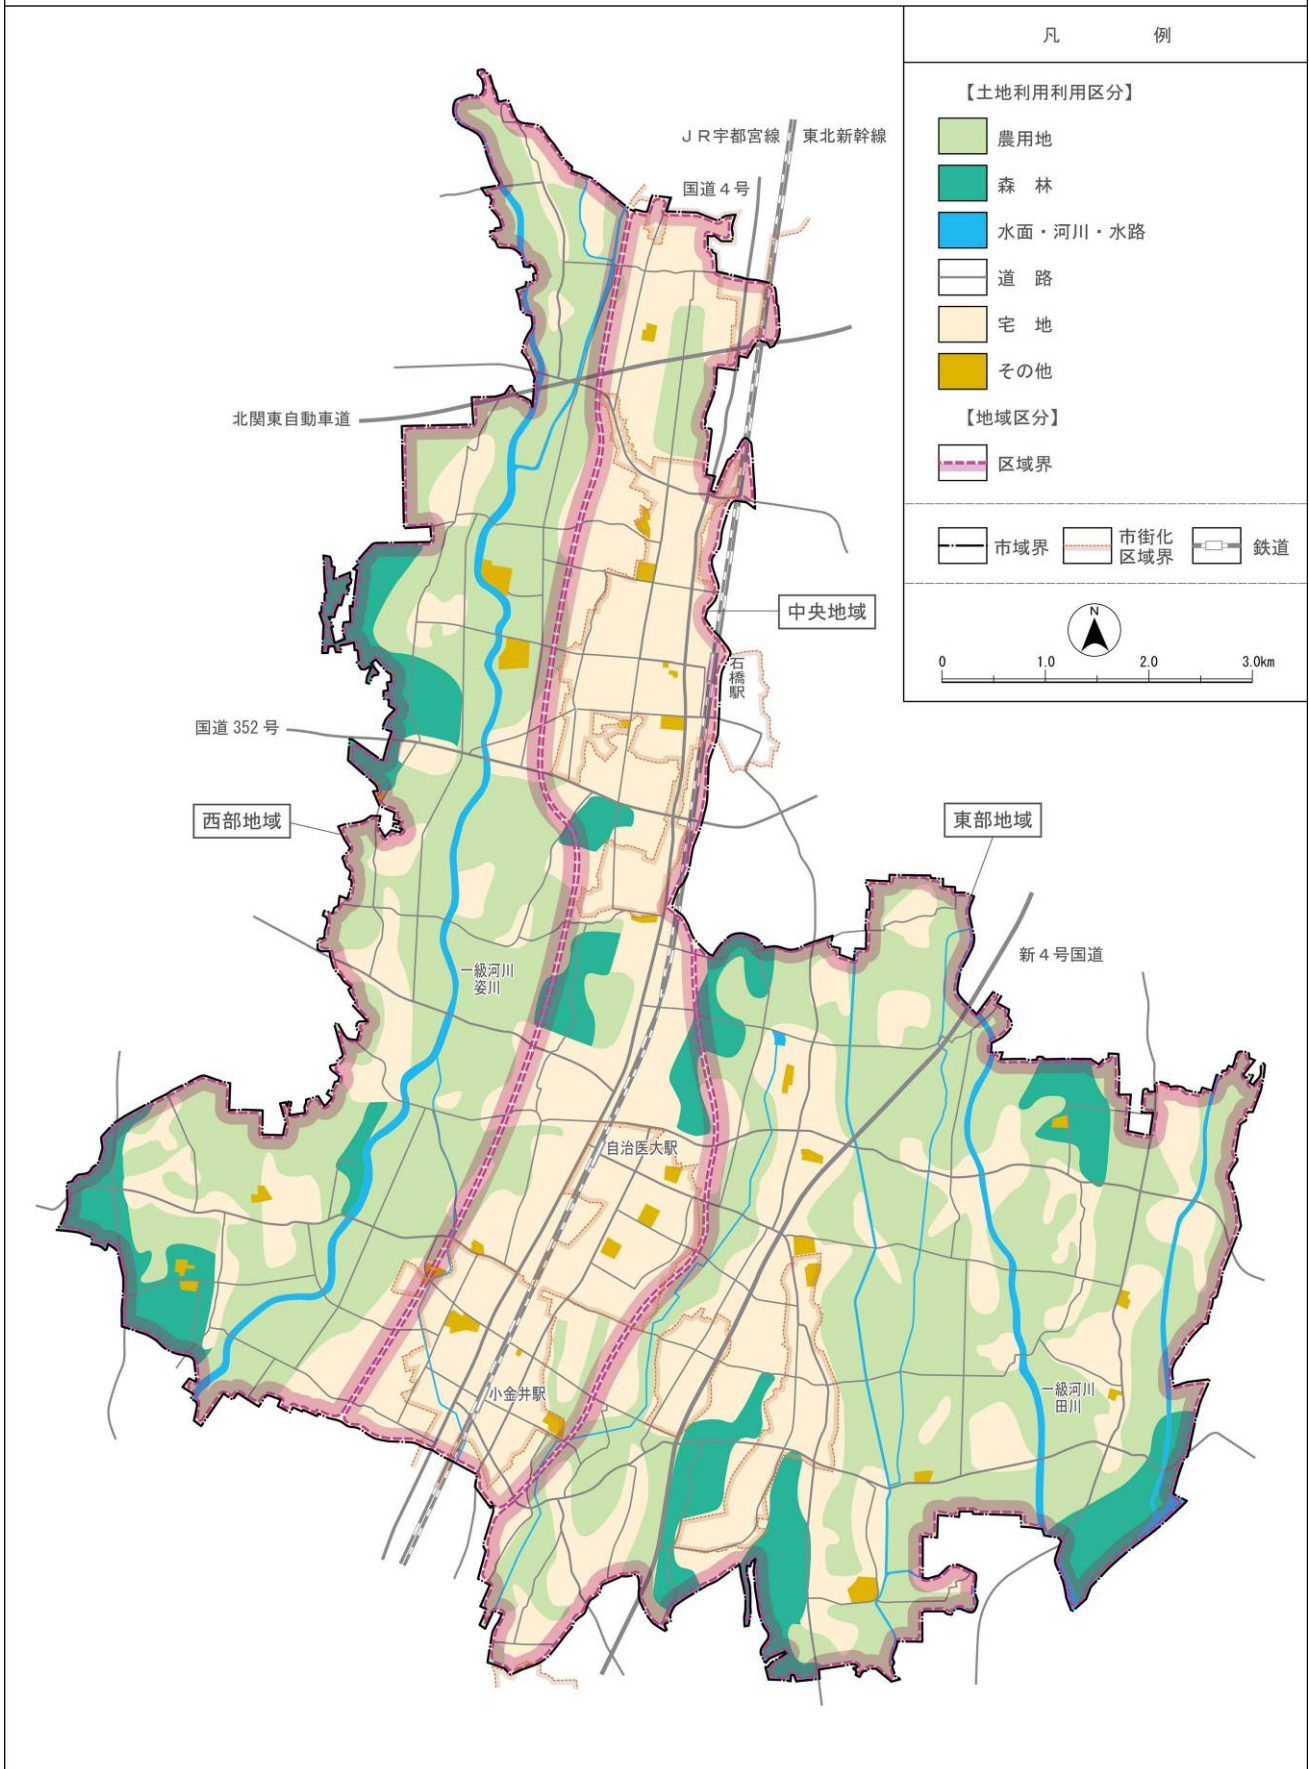 凡　例
【土地利用利用区分】
農用地
森　林
水面・河川・水路
道　路
宅　地
その他
【地域区分】
区域界
市域界
市街化
区域界
鉄道
N
0 1.0 2.0 3.0km
ＪＲ宇都宮線
東北新幹線
国道４号
北関東自動車道
中央地域
石橋駅
国道352号
西部地域
東部地域
新４号国道
一級河川
姿川
自治医大駅
小金井駅
一級河川
田川